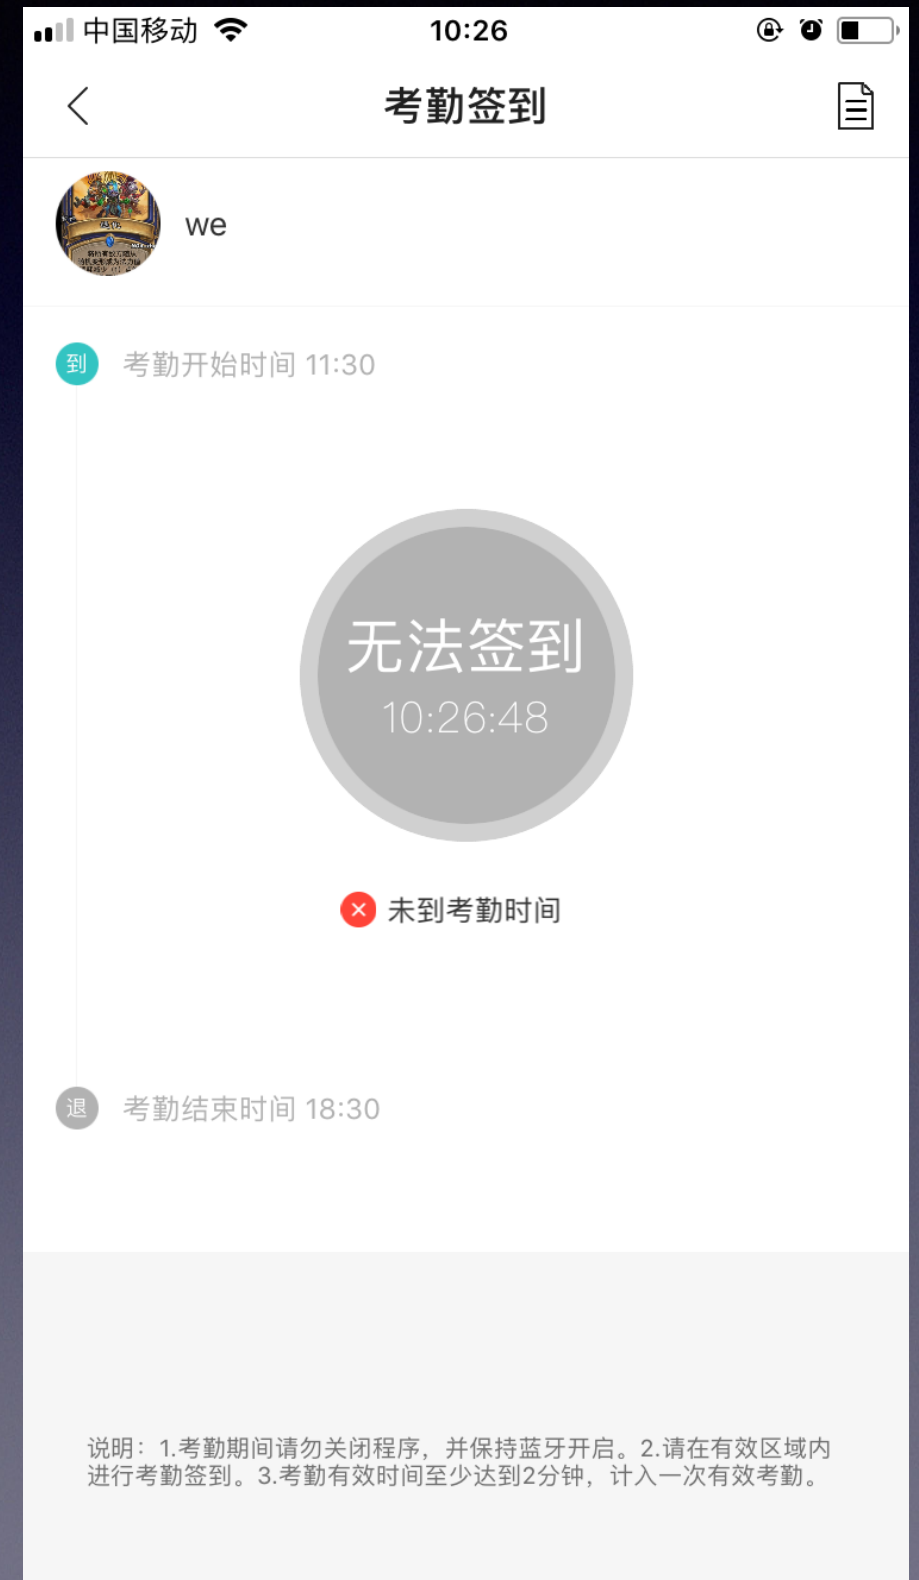 中国移动
10:26
考勤签到
we
到
考勤开始时间 11:30
无法签到
10:26:48
未到考勤时间
退
考勤结束时间 18:30
说明：1.考勤期间请勿关闭程序，并保持蓝牙开启。2.请在有效区域内
进行考勤签到。3.考勤有效时间至少达到2分钟，计入一次有效考勤。